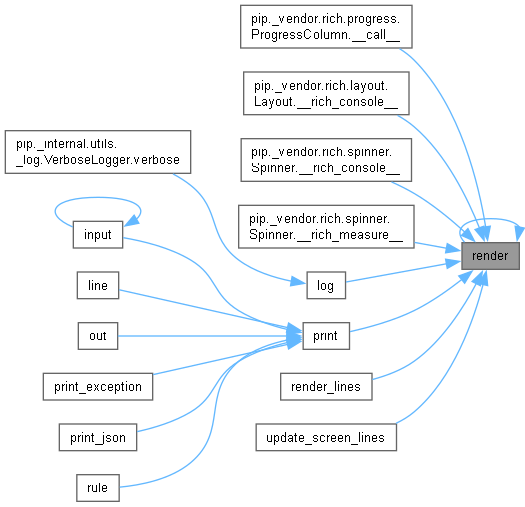 pip._vendor.rich.progress.
ProgressColumn.__call__
pip._vendor.rich.layout.
Layout.__rich_console__
pip._internal.utils.
_log.VerboseLogger.verbose
pip._vendor.rich.spinner.
Spinner.__rich_console__
pip._vendor.rich.spinner.
Spinner.__rich_measure__
input
render
line
log
out
print
print_exception
render_lines
print_json
update_screen_lines
rule